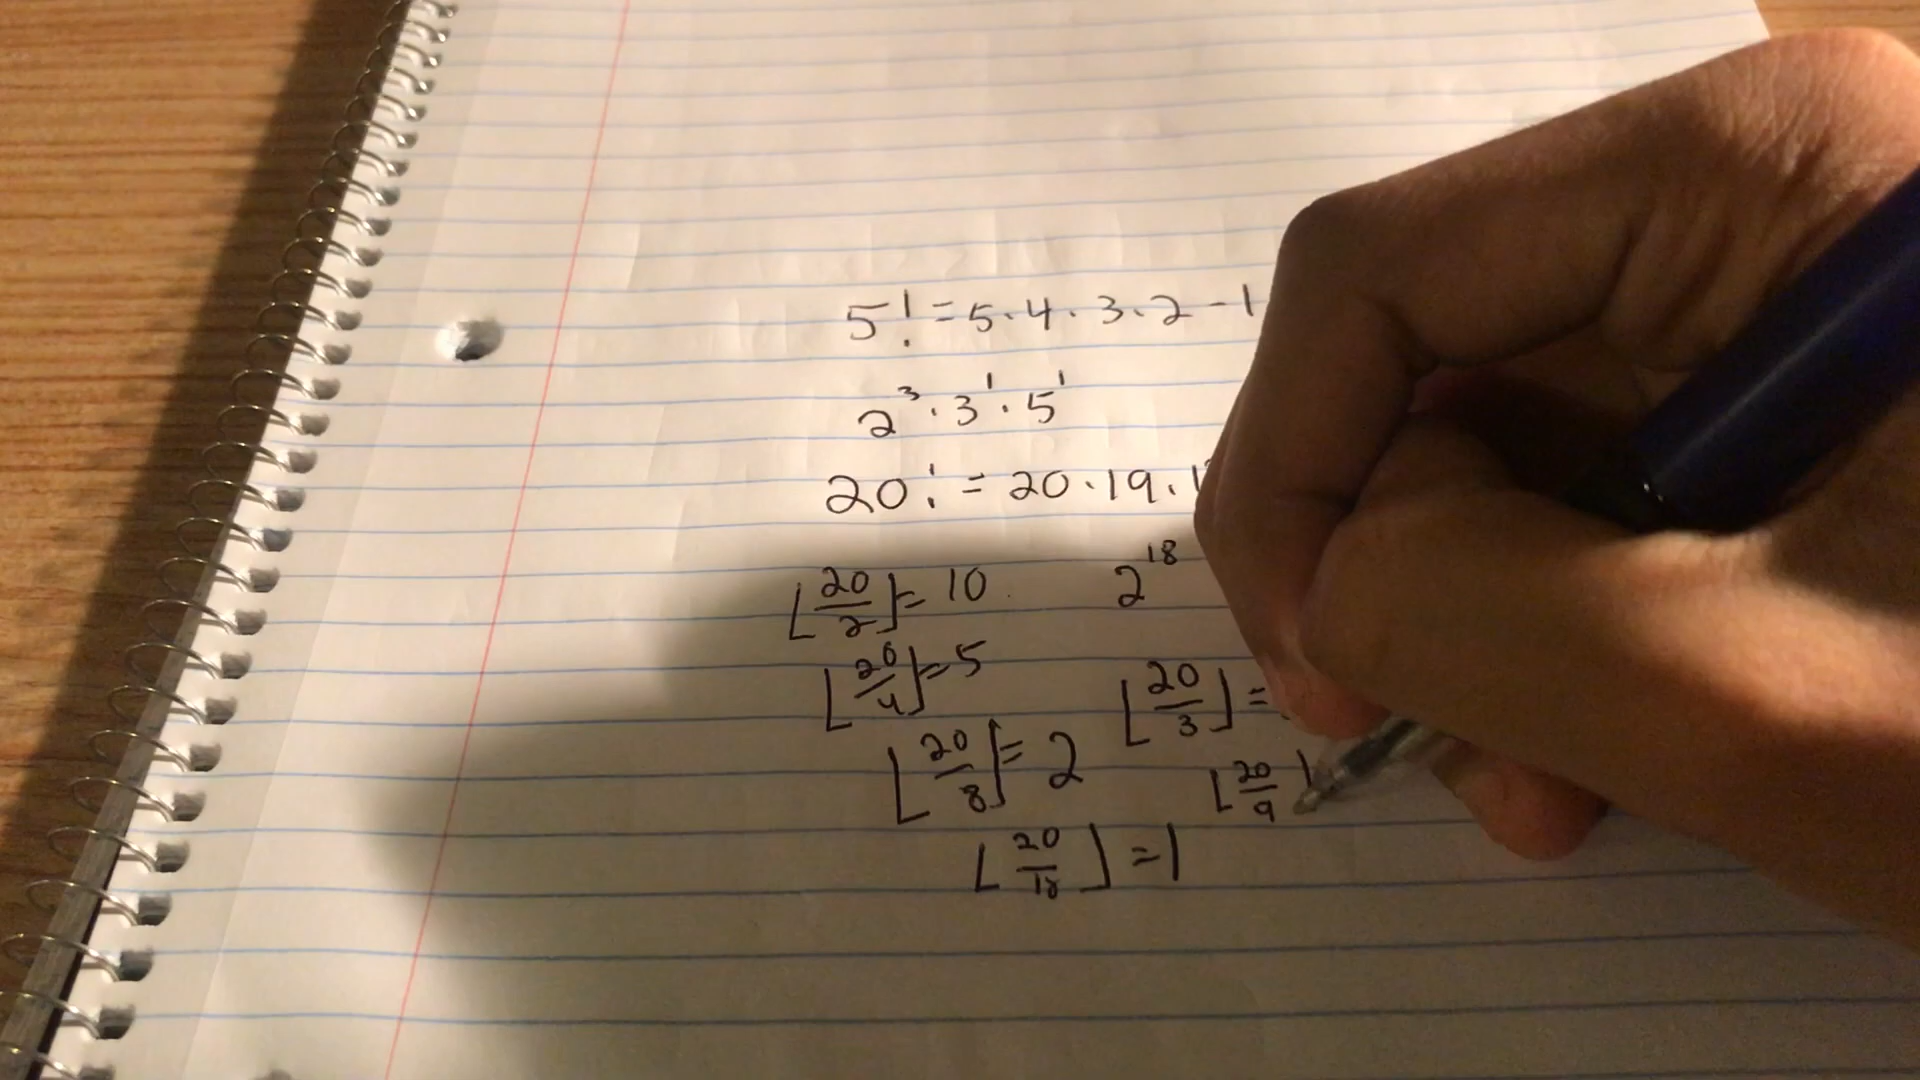 5! = 5 · 4 · 3 · 2 - 1
2³ · 3¹ · 5¹
20! = 20 · 19 · 1
⌊20/2⌋ = 10
2¹⁸
⌊20/4⌋ = 5
⌊20/3⌋ =
⌊20/8⌋ = 2
⌊20/9
⌊20/18⌋ = 1